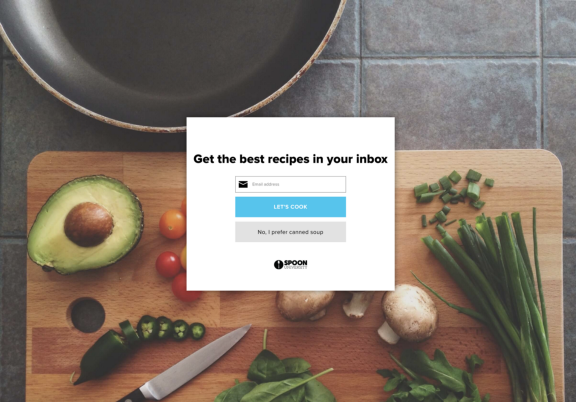 Get the best recipes in your inbox
Email address
LET'S COOK
No, I prefer canned soup
SPOON
UNIVERSITY